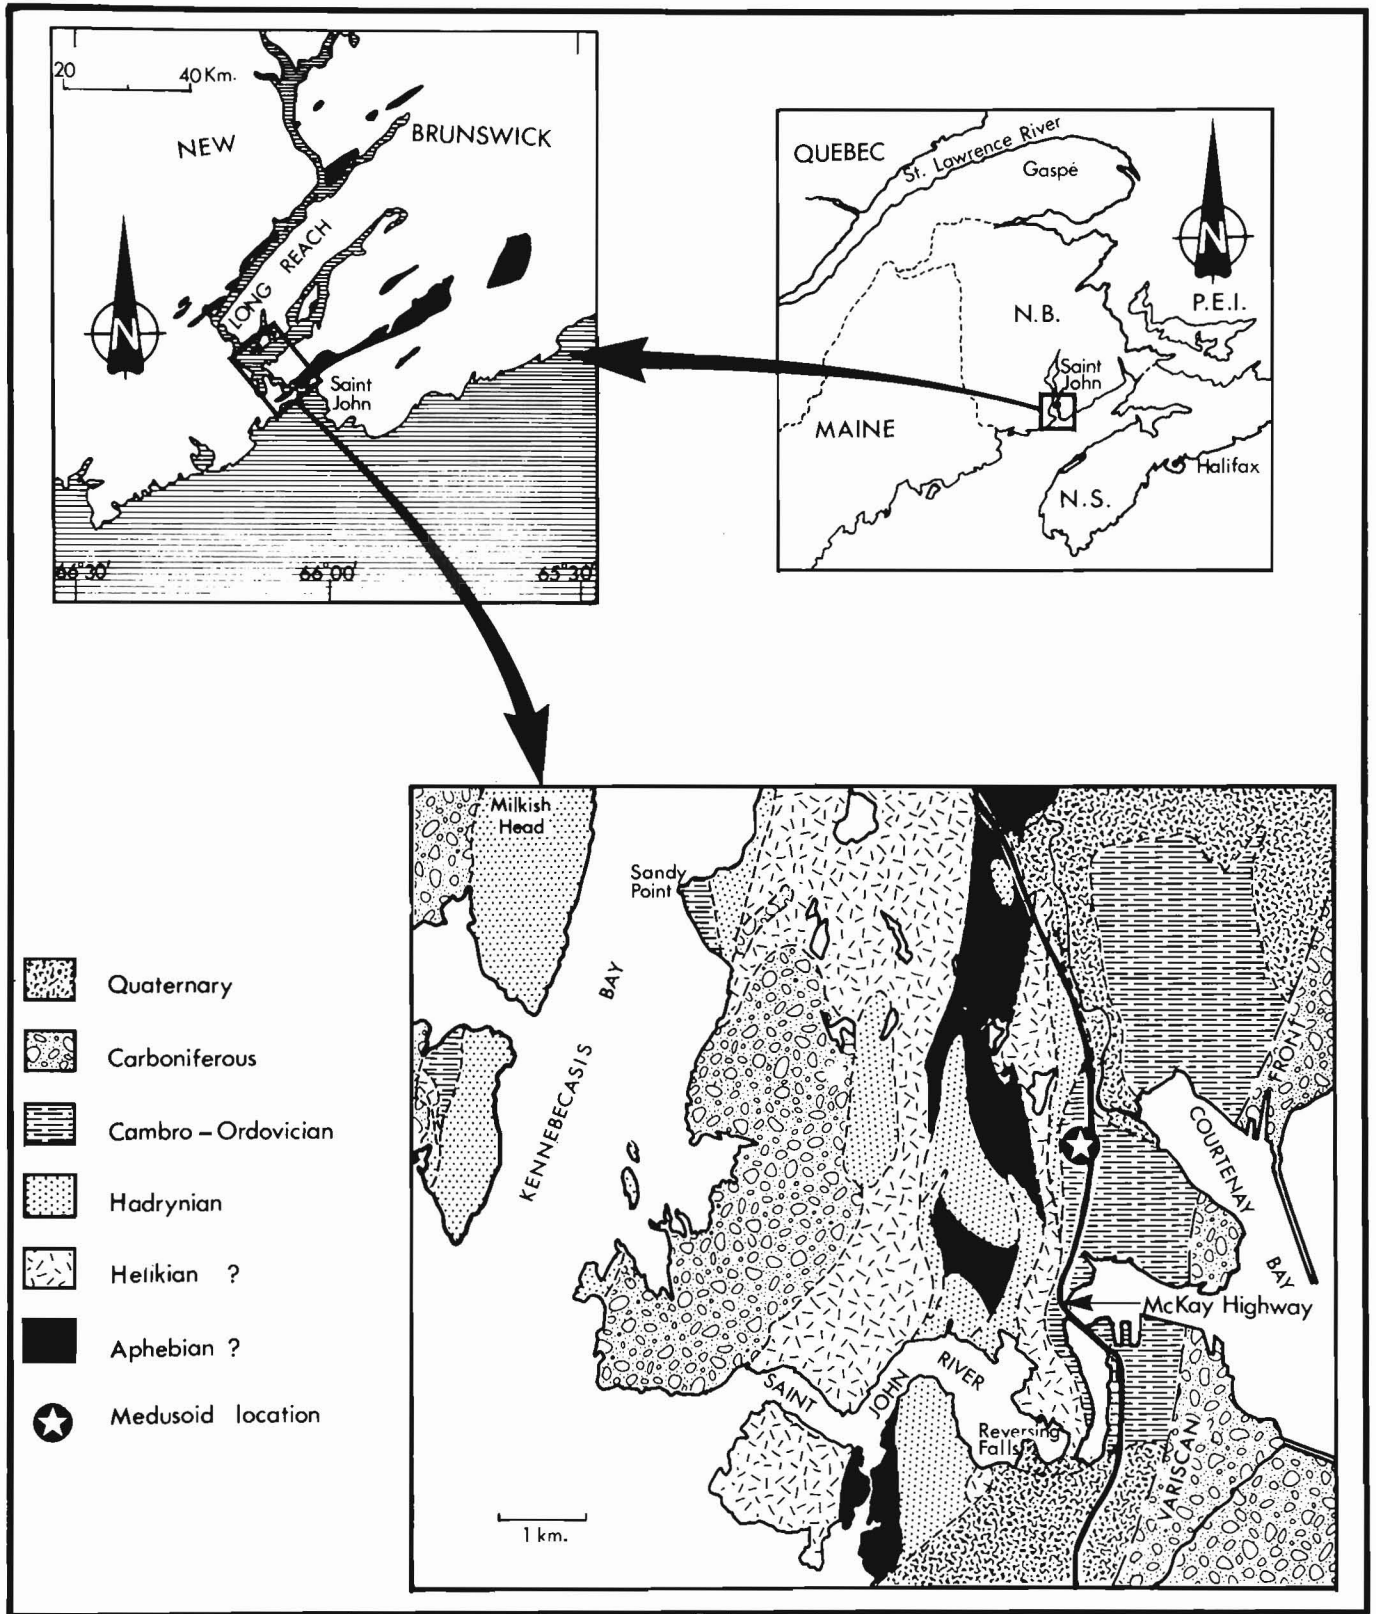 20
40 Km.
NEW
BRUNSWICK
LONG REACH
N
Saint
John
66°30'
66°00'
65°30'
QUEBEC
St. Lawrence River
Gaspé
N
P.E.I.
N.B.
Saint
John
MAINE
Halifax
N.S.
Milkish
Head
Sandy
Point
KENNEBECASIS BAY
FRONT
COURTENAY
BAY
McKay Highway
SAINT JOHN RIVER
Reversing
Falls
VARISCAN
1 km.
Quaternary
Carboniferous
Cambro – Ordovician
Hadrynian
Helikian ?
Aphebian ?
Medusoid location